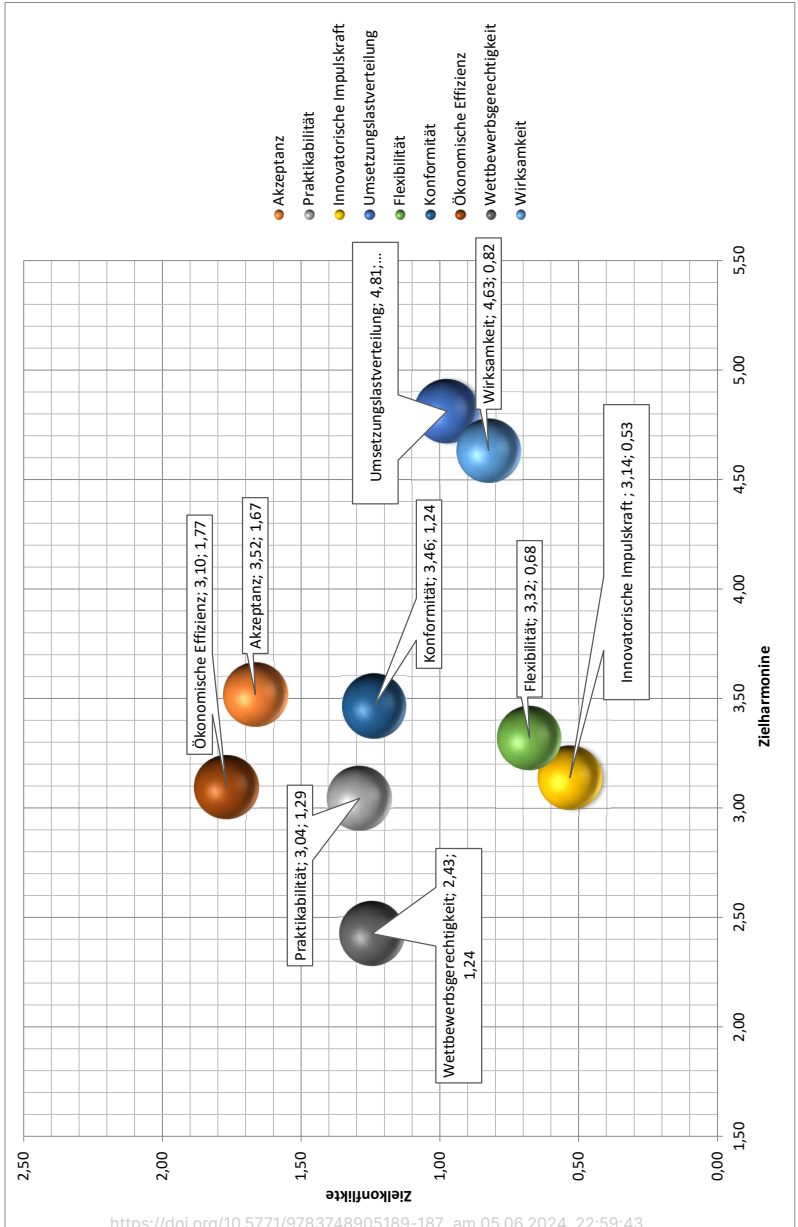 2,50
2,00
1,50
1,00
0,50
0,00
Zielkonflikte
1,50
2,00
2,50
3,00
3,50
4,00
4,50
5,00
5,50
Zielharmonine
Ökonomische Effizienz; 3,10; 1,77
Akzeptanz; 3,52; 1,67
Praktikabilität; 3,04; 1,29
Konformität; 3,46; 1,24
Wettbewerbsgerechtigkeit; 2,43;
1,24
Umsetzungslastverteilung; 4,81;...
Wirksamkeit; 4,63; 0,82
Flexibilität; 3,32; 0,68
Innovatorische Impulskraft ; 3,14; 0,53
Akzeptanz
Praktikabilität
Innovatorische Impulskraft
Umsetzungslastverteilung
Flexibilität
Konformität
Ökonomische Effizienz
Wettbewerbsgerechtigkeit
Wirksamkeit
https://doi.org/10.5771/9783748905189-187, am 05.06.2024, 22:59:43